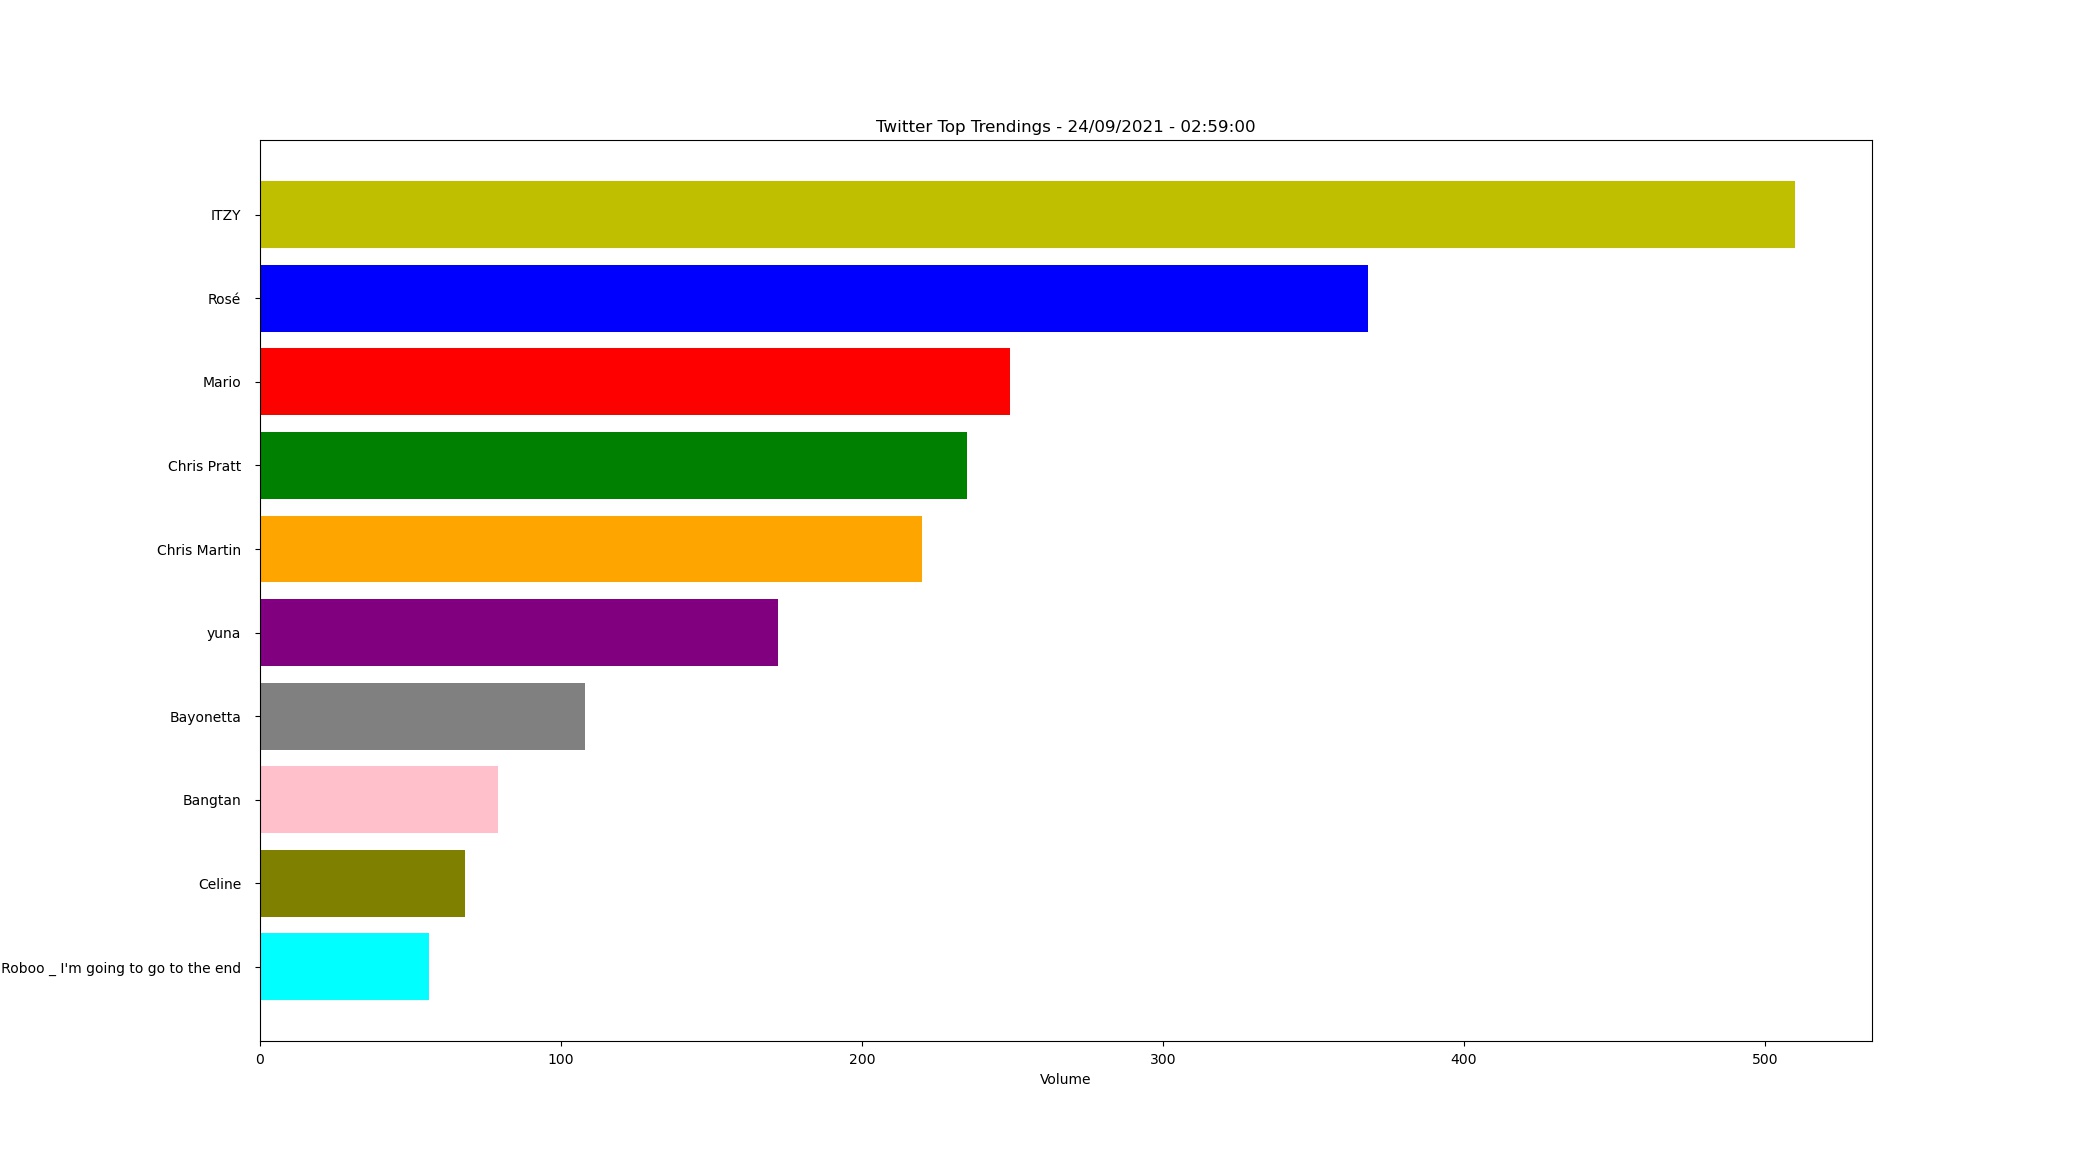 Twitter Top Trendings - 24/09/2021 - 02:59:00
ITZY
Rosé
Mario
Chris Pratt
Chris Martin
yuna
Bayonetta
Bangtan
Celine
Roboo _ I'm going to go to the end
0 100 200 300 400 500
Volume